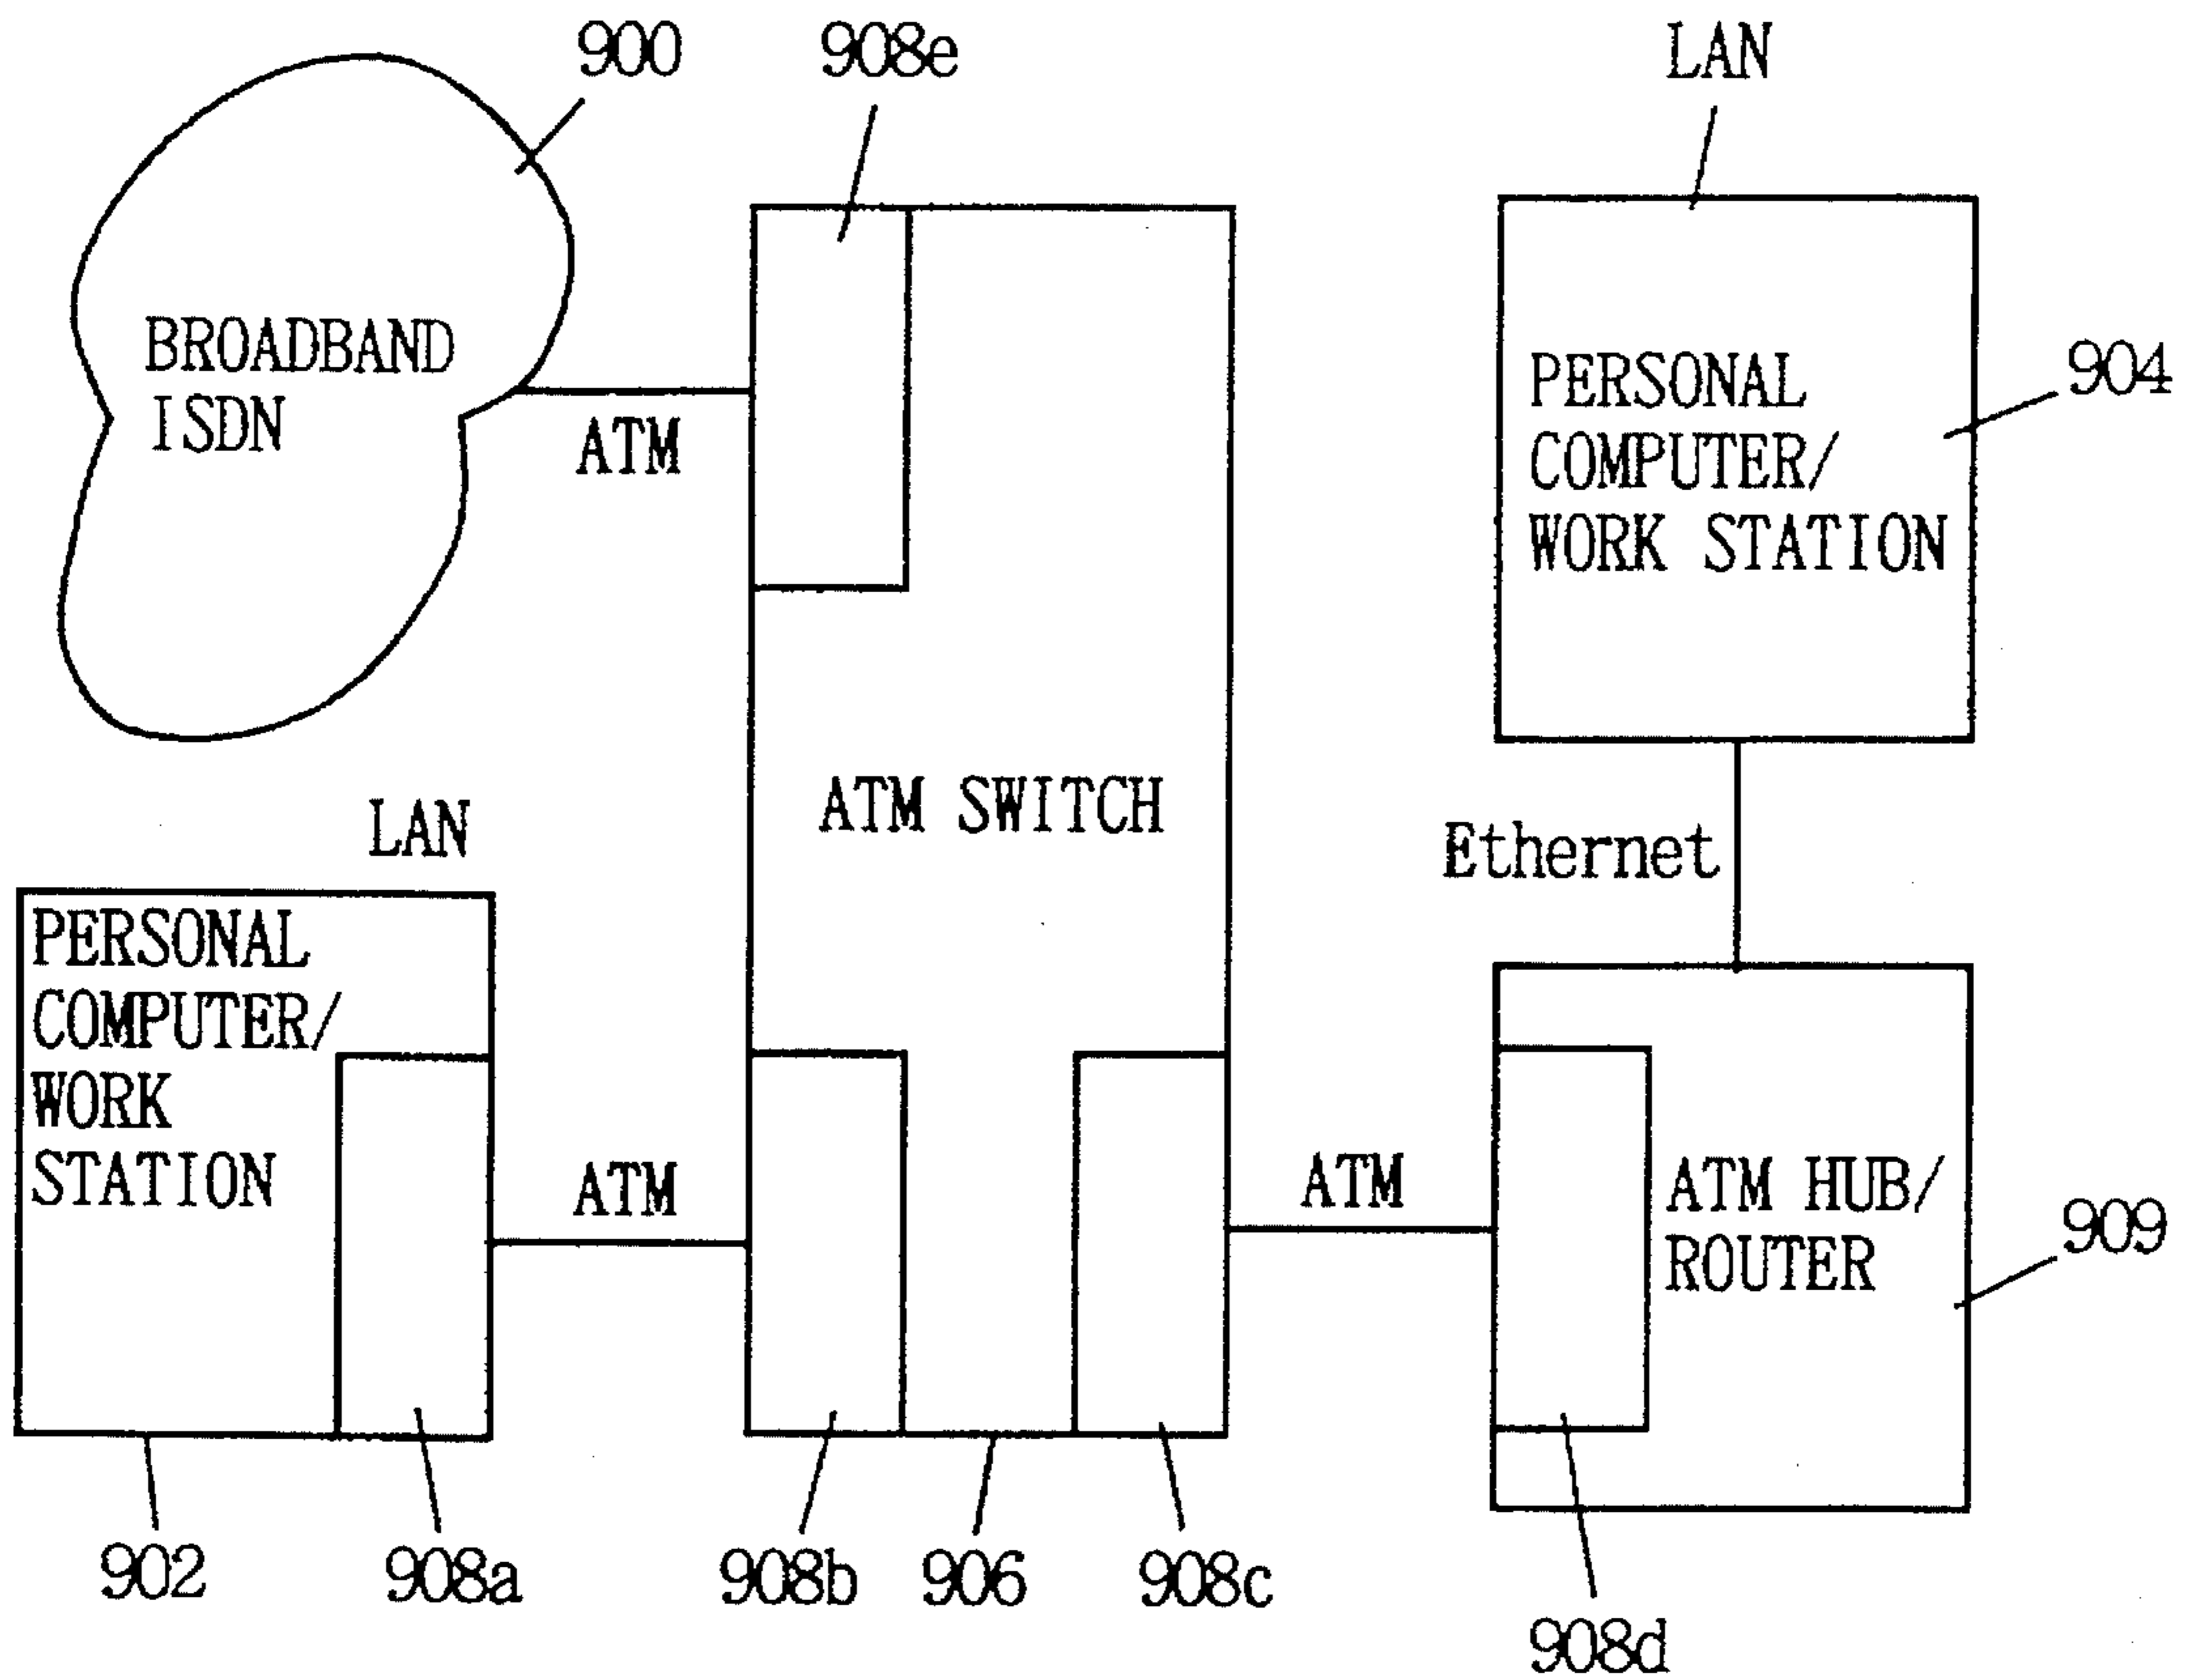 900
908e
LAN
BROADBAND
ISDN
ATM
PERSONAL
COMPUTER/
WORK STATION
904
ATM SWITCH
LAN
Ethernet
PERSONAL
COMPUTER/
WORK
STATION
ATM
ATM
ATM HUB/
ROUTER
909
902
908a
908b
906
908c
908d